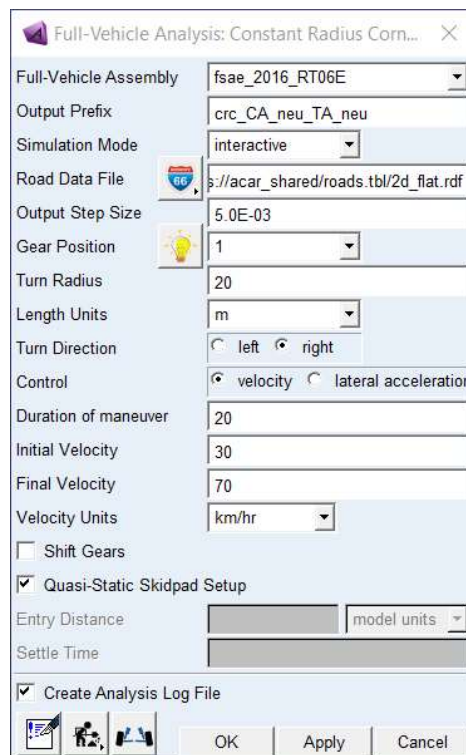 Full-Vehicle Analysis: Constant Radius Corn...
Full-Vehicle Assembly fsae_2016_RT06E
Output Prefix crc_CA_neu_TA_neu
Simulation Mode interactive
Road Data File 66 s://acar_shared/roads.tbl/2d_flat.rdf
Output Step Size 5.0E-03
Gear Position 1
Turn Radius 20
Length Units m
Turn Direction left right
Control velocity lateral acceleration
Duration of maneuver 20
Initial Velocity 30
Final Velocity 70
Velocity Units km/hr
Shift Gears
Quasi-Static Skidpad Setup
Entry Distance model units
Settle Time
Create Analysis Log File
OK Apply Cancel